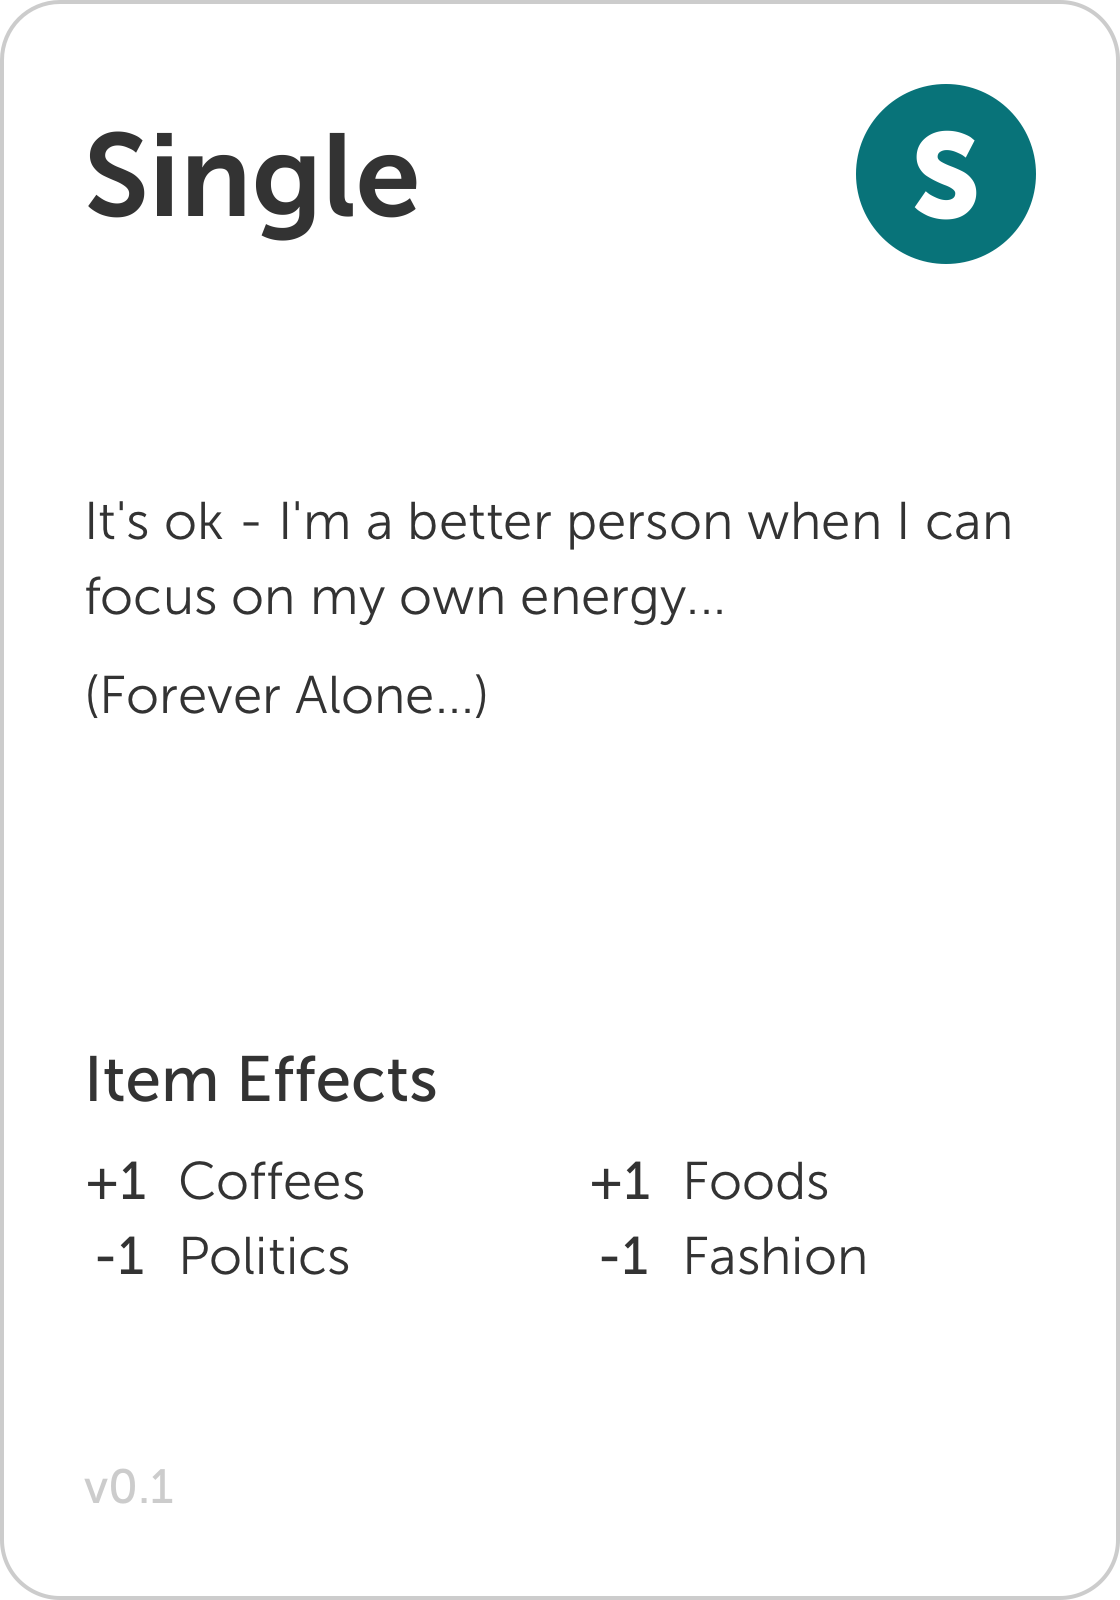 Single
S
It's ok - I'm a better person when I can
focus on my own energy...
(Forever Alone...)
Item Effects
+1 Coffees +1 Foods
-1 Politics -1 Fashion
v0.1